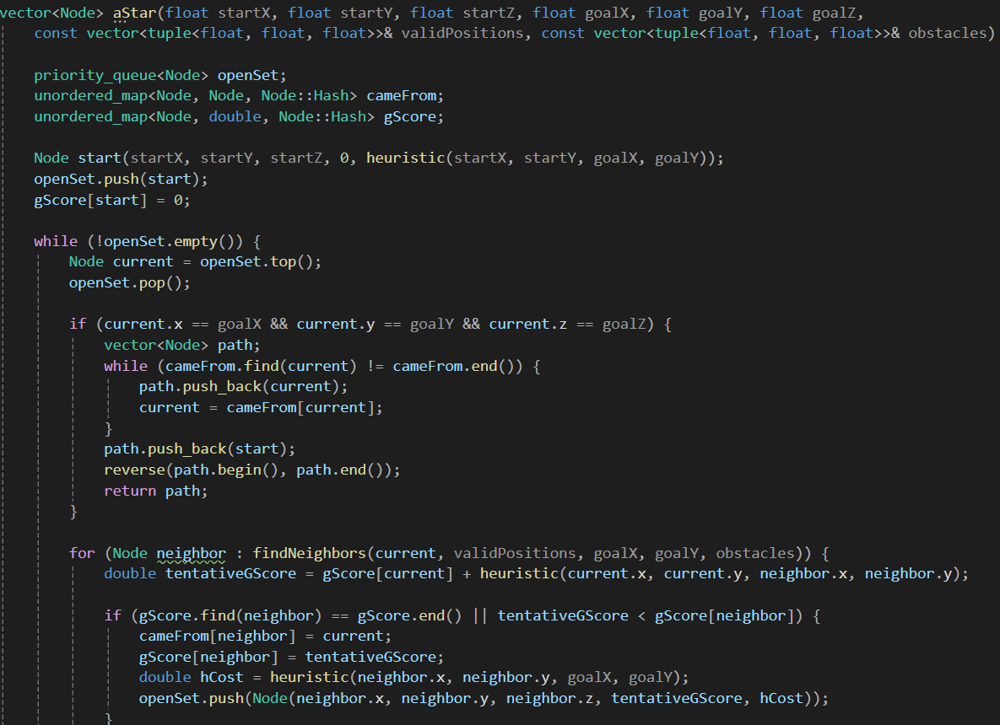 vector<Node> aStar(float startX, float startY, float startZ, float goalX, float goalY, float goalZ,
    const vector<tuple<float, float, float>>& validPositions, const vector<tuple<float, float, float>>& obstacles)
    priority_queue<Node> openSet;
    unordered_map<Node, Node, Node::Hash> cameFrom;
    unordered_map<Node, double, Node::Hash> gScore;
    Node start(startX, startY, startZ, 0, heuristic(startX, startY, goalX, goalY));
    openSet.push(start);
    gScore[start] = 0;
    while (!openSet.empty()) {
        Node current = openSet.top();
        openSet.pop();
        if (current.x == goalX && current.y == goalY && current.z == goalZ) {
            vector<Node> path;
            while (cameFrom.find(current) != cameFrom.end()) {
                path.push_back(current);
                current = cameFrom[current];
            }
            path.push_back(start);
            reverse(path.begin(), path.end());
            return path;
        }
        for (Node neighbor : findNeighbors(current, validPositions, goalX, goalY, obstacles)) {
            double tentativeGScore = gScore[current] + heuristic(current.x, current.y, neighbor.x, neighbor.y);
            if (gScore.find(neighbor) == gScore.end() || tentativeGScore < gScore[neighbor]) {
                cameFrom[neighbor] = current;
                gScore[neighbor] = tentativeGScore;
                double hCost = heuristic(neighbor.x, neighbor.y, goalX, goalY);
                openSet.push(Node(neighbor.x, neighbor.y, neighbor.z, tentativeGScore, hCost));
            }